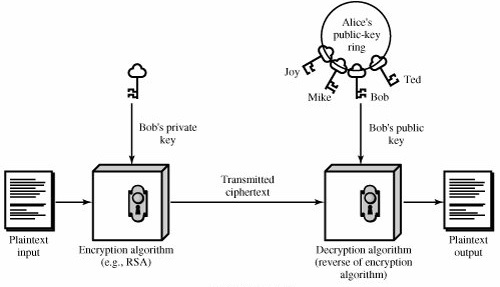 Alice's
public-key
ring
Joy
Mike
Bob
Ted
Bob's private
key
Bob's public
key
Transmitted
ciphertext
Plaintext
input
Encryption algorithm
(e.g., RSA)
Decryption algorithm
(reverse of encryption
algorithm)
Plaintext
output